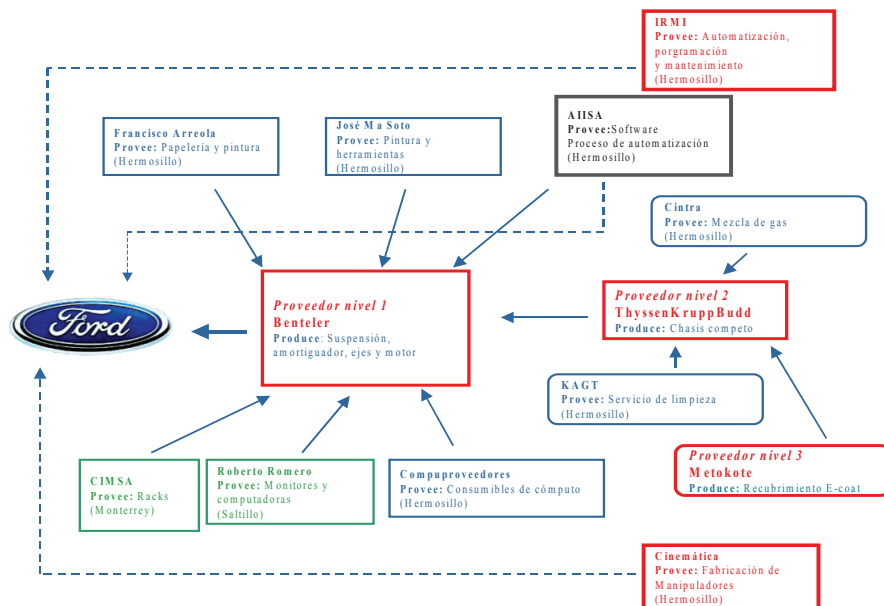 IRMI
Provee: Automatización,
porgramación
y mantenimiento
(Hermosillo)
Francisco Arreola
Provee: Papelería y pintura
(Hermosillo)
José Ma Soto
Provee: Pintura y
herramientas
(Hermosillo)
AIISA
Provee:Software
Proceso de automatización
(Hermosillo)
Cintra
Provee: Mezcla de gas
(Hermosillo)
Ford
Proveedor nivel 1
Benteler
Produce: Suspensión,
amortiguador, ejes y motor
Proveedor nivel 2
ThyssenKruppBudd
Produce: Chasis competo
KAGT
Provee: Servicio de limpieza
(Hermosillo)
Proveedor nivel 3
Metokote
Produce: Recubrimiento E-coat
CIMSA
Provee: Racks
(Monterrey)
Roberto Romero
Provee: Monitores y
computadoras
(Saltillo)
Compuproveedores
Provee: Consumibles de cómputo
(Hermosillo)
Cinemática
Provee: Fabricación de
Manipuladores
(Hermosillo)